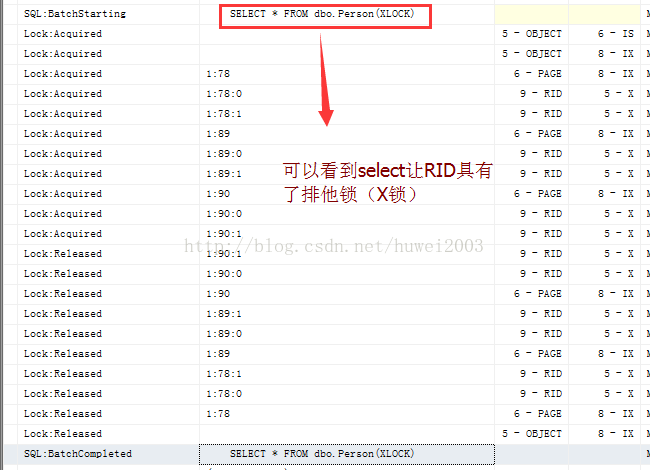 SQL:BatchStarting SELECT * FROM dbo.Person(XLOCK)
Lock:Acquired 5 - OBJECT 6 - IS
Lock:Acquired 5 - OBJECT 8 - IX
Lock:Acquired 1:78 6 - PAGE 8 - IX
Lock:Acquired 1:78:0 9 - RID 5 - X
Lock:Acquired 1:78:1 9 - RID 5 - X
Lock:Acquired 1:89 6 - PAGE 8 - IX
Lock:Acquired 1:89:0 9 - RID 5 - X
Lock:Acquired 1:89:1 9 - RID 5 - X
Lock:Acquired 1:90 6 - PAGE 8 - IX
Lock:Acquired 1:90:0 9 - RID 5 - X
Lock:Acquired 1:90:1 9 - RID 5 - X
Lock:Released 1:90:1 9 - RID 5 - X
Lock:Released 1:90:0 9 - RID 5 - X
Lock:Released 1:90 6 - PAGE 8 - IX
Lock:Released 1:89:1 9 - RID 5 - X
Lock:Released 1:89:0 9 - RID 5 - X
Lock:Released 1:89 6 - PAGE 8 - IX
Lock:Released 1:78:1 9 - RID 5 - X
Lock:Released 1:78:0 9 - RID 5 - X
Lock:Released 1:78 6 - PAGE 8 - IX
Lock:Released 5 - OBJECT 8 - IX
SQL:BatchCompleted SELECT * FROM dbo.Person(XLOCK)
可以看到select让RID具有
了排他锁（X锁）
http://blog.csdn.net/huwei2003